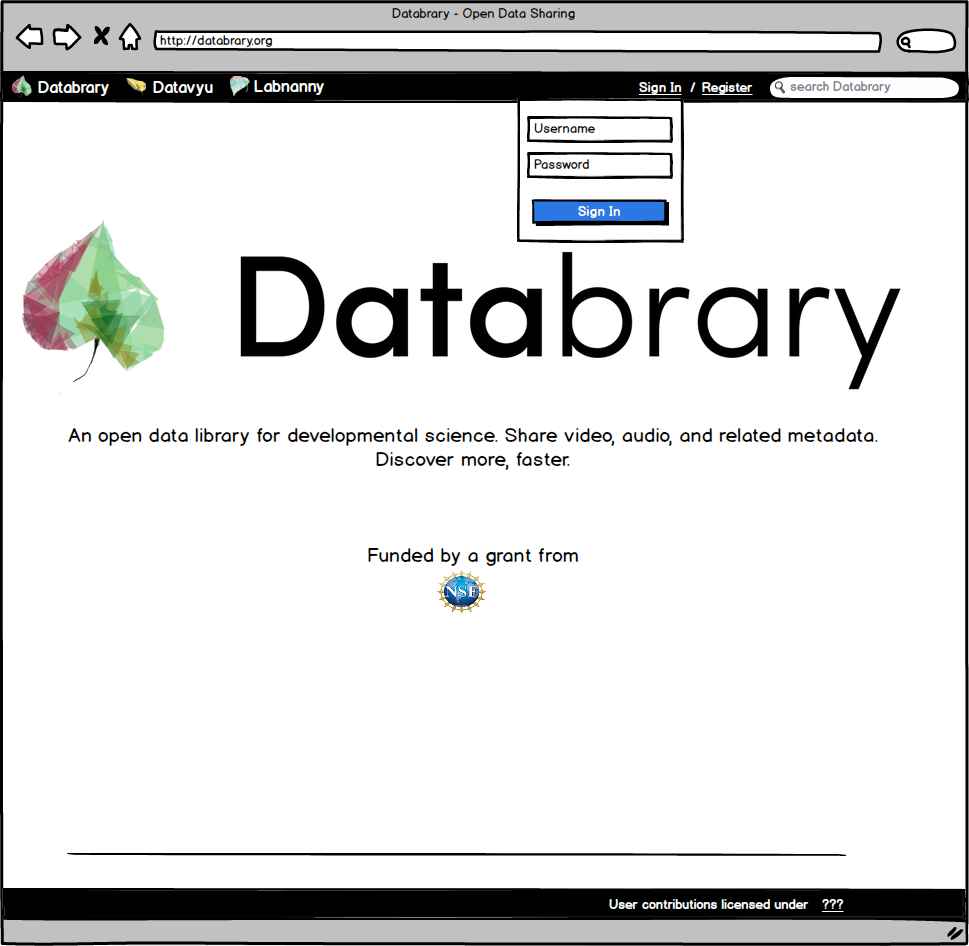 Databrary - Open Data Sharing
http://databrary.org
Databrary Datavyu Labnanny Sign In / Register search Databrary
Username
Password
Sign In
Databrary
An open data library for developmental science. Share video, audio, and related metadata.
Discover more, faster.
Funded by a grant from
NSF
User contributions licensed under ???